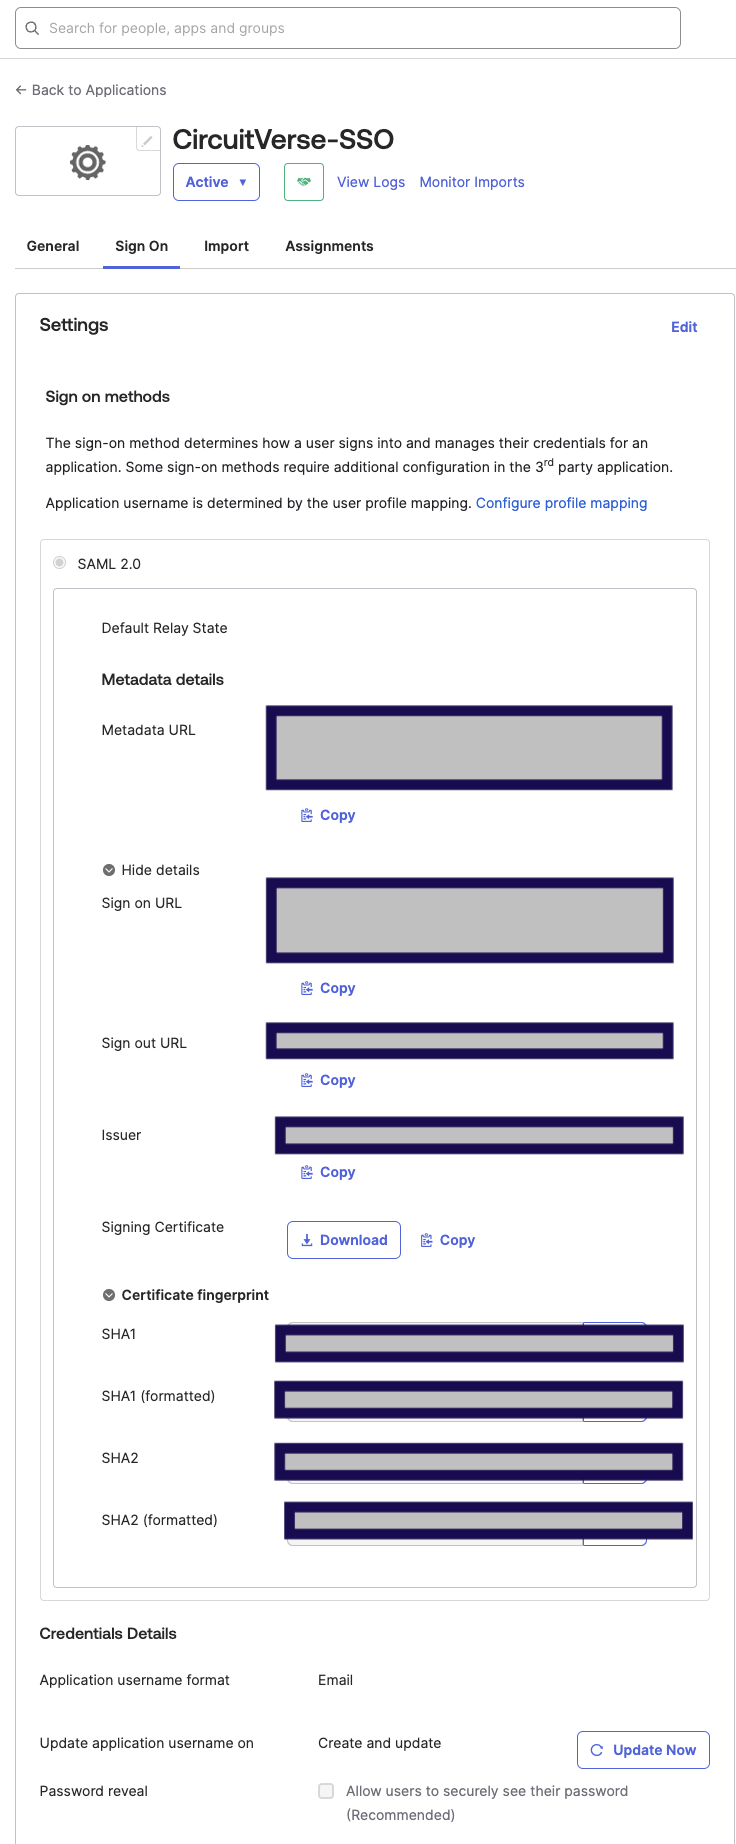 Search for people, apps and groups
← Back to Applications
CircuitVerse-SSO
Active ▼
View Logs
Monitor Imports
General
Sign On
Import
Assignments
Settings
Edit
Sign on methods
The sign-on method determines how a user signs into and manages their credentials for an
application. Some sign-on methods require additional configuration in the 3rd party application.
Application username is determined by the user profile mapping. Configure profile mapping
SAML 2.0
Default Relay State
Metadata details
Metadata URL
Copy
Hide details
Sign on URL
Copy
Sign out URL
Copy
Issuer
Copy
Signing Certificate
Download
Copy
Certificate fingerprint
SHA1
SHA1 (formatted)
SHA2
SHA2 (formatted)
Credentials Details
Application username format
Email
Update application username on
Create and update
Update Now
Password reveal
Allow users to securely see their password
(Recommended)